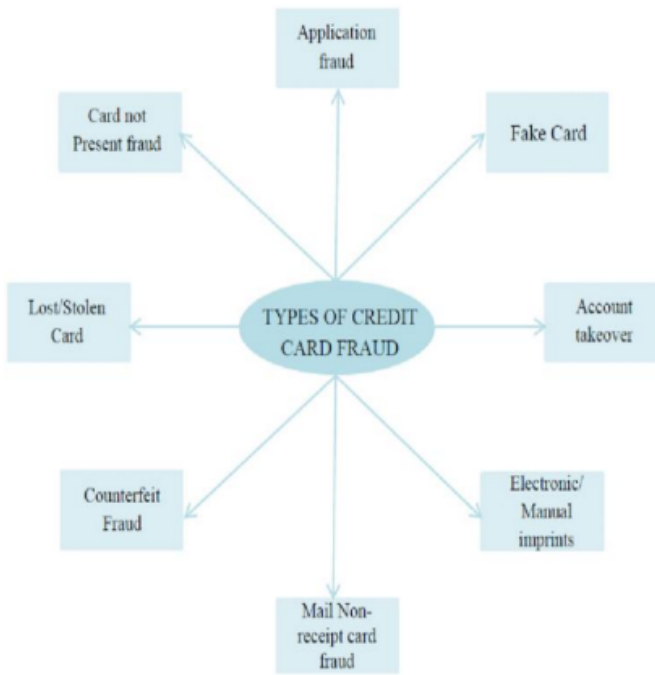 Application
fraud
Card not
Present fraud
Fake Card
Lost/Stolen
Card
TYPES OF CREDIT
CARD FRAUD
Account
takeover
Counterfeit
Fraud
Electronic/
Manual
imprints
Mail Non-
receipt card
fraud